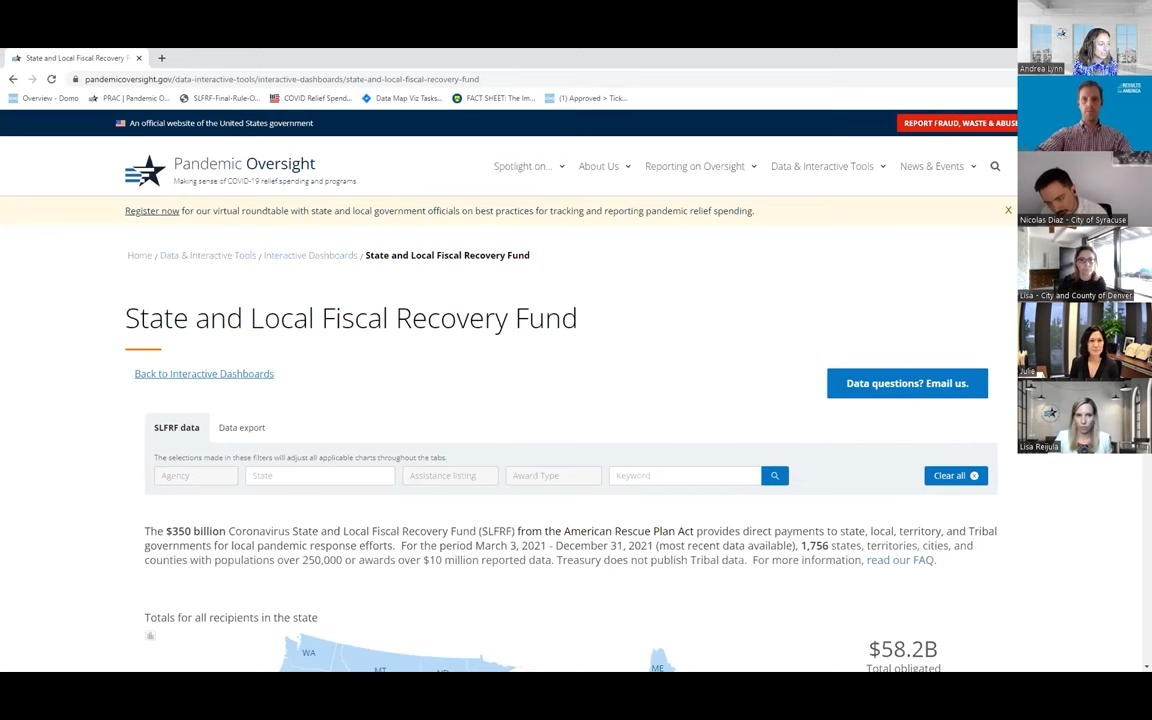 State and Local Fiscal Recovery F
pandemicoversight.gov/data-interactive-tools/interactive-dashboards/state-and-local-fiscal-recovery-fund
Overview - Domo
PRAC | Pandemic O...
SLFRF-Final-Rule-O...
COVID Relief Spend...
Data Map Viz Tasks...
FACT SHEET: The Im...
(1) Approved > Tick...
An official website of the United States government
REPORT FRAUD, WASTE & ABUSE
Pandemic Oversight
Making sense of COVID-19 relief spending and programs
Spotlight on...
About Us
Reporting on Oversight
Data & Interactive Tools
News & Events
Register now for our virtual roundtable with state and local government officials on best practices for tracking and reporting pandemic relief spending.
X
Home / Data & Interactive Tools / Interactive Dashboards / State and Local Fiscal Recovery Fund
State and Local Fiscal Recovery Fund
Back to Interactive Dashboards
Data questions? Email us.
SLFRF data
Data export
The selections made in these filters will adjust all applicable charts throughout the tabs.
Agency
State
Assistance listing
Award Type
Keyword
Clear all
The $350 billion Coronavirus State and Local Fiscal Recovery Fund (SLFRF) from the American Rescue Plan Act provides direct payments to state, local, territory, and Tribal
governments for local pandemic response efforts. For the period March 3, 2021 - December 31, 2021 (most recent data available), 1,756 states, territories, cities, and
counties with populations over 250,000 or awards over $10 million reported data. Treasury does not publish Tribal data. For more information, read our FAQ.
Totals for all recipients in the state
WA
MT
ME
$58.2B
Total obligated
Andrea Lynn
RESULTS
AMERICA
Nicolas Diaz - City of Syracuse
Lisa - City and County of Denver
Julie
Lisa Reijula